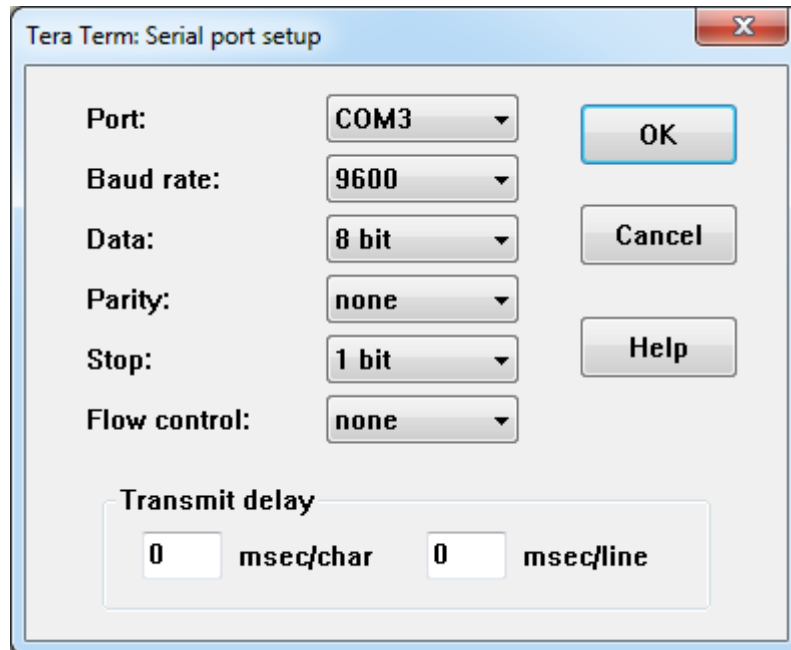 Tera Term: Serial port setup
Port: COM3 OK
Baud rate: 9600
Data: 8 bit Cancel
Parity: none
Stop: 1 bit Help
Flow control: none
Transmit delay
0 msec/char 0 msec/line